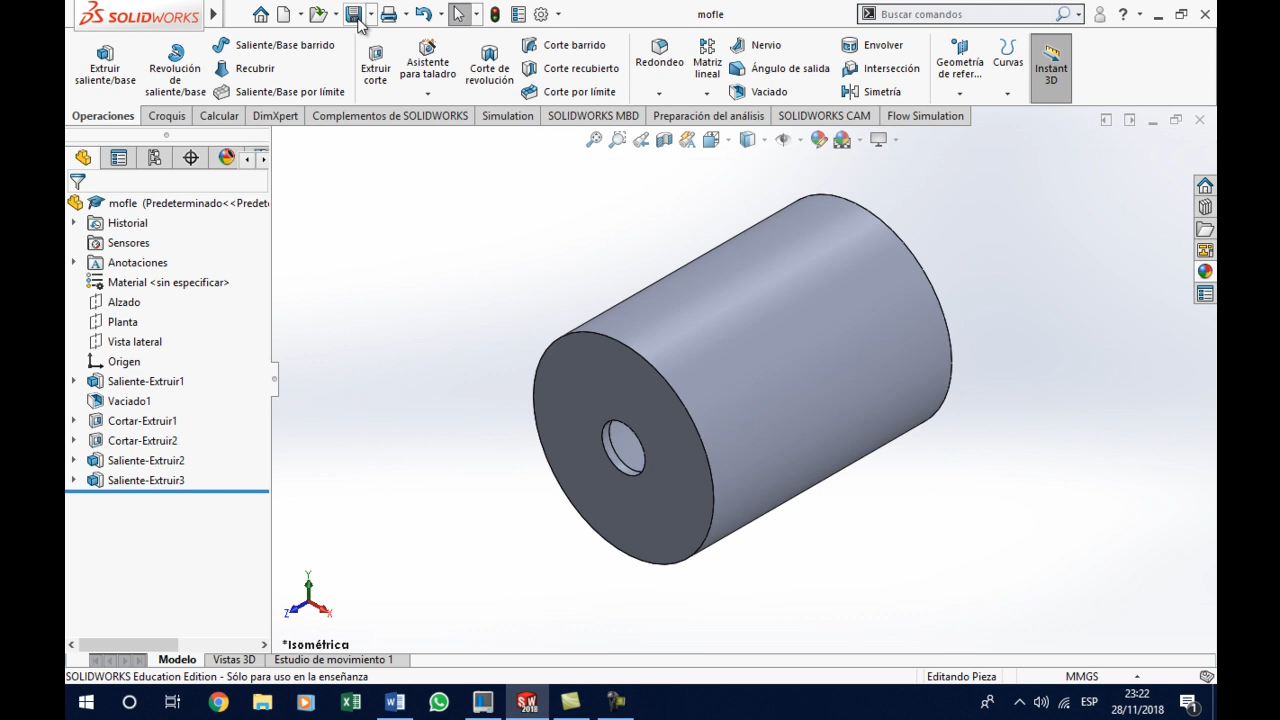 SOLIDWORKS
mofle
Buscar comandos
Extruir saliente/base
Revolución de saliente/base
Saliente/Base barrido
Recubrir
Saliente/Base por límite
Extruir corte
Asistente para taladro
Corte de revolución
Corte barrido
Corte recubierto
Corte por límite
Redondeo
Matriz lineal
Nervio
Ángulo de salida
Vaciado
Envolver
Intersección
Simetría
Geometría de refer...
Curvas
Instant 3D
Operaciones
Croquis
Calcular
DimXpert
Complementos de SOLIDWORKS
Simulation
SOLIDWORKS MBD
Preparación del análisis
SOLIDWORKS CAM
Flow Simulation
mofle (Predeterminado<<Predet
Historial
Sensores
Anotaciones
Material <sin especificar>
Alzado
Planta
Vista lateral
Origen
Saliente-Extruir1
Vaciado1
Cortar-Extruir1
Cortar-Extruir2
Saliente-Extruir2
Saliente-Extruir3
Y
Z
X
*Isométrica
Modelo
Vistas 3D
Estudio de movimiento 1
SOLIDWORKS Education Edition - Sólo para uso en la enseñanza
Editando Pieza
MMGS
SW
2018
ESP
23:22
28/11/2018
1